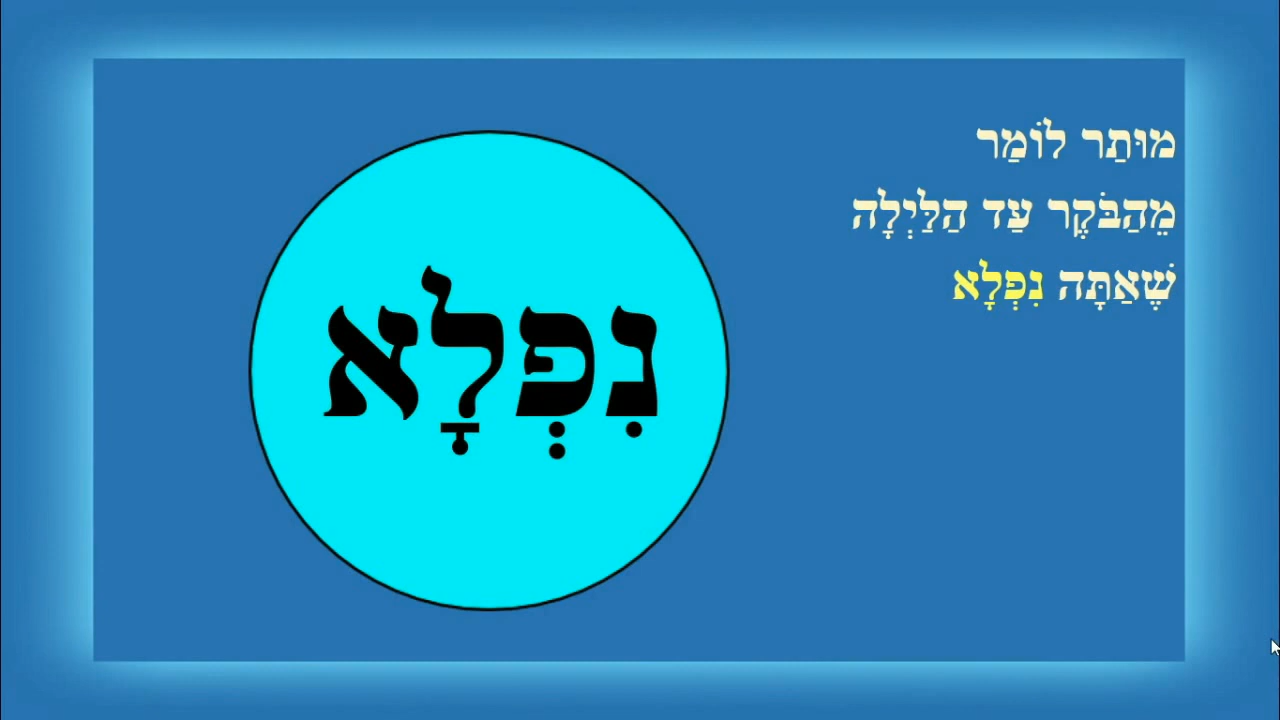 מוּתַר לוֹמַר
מֵהַבֹּקֶר עַד הַלַּיְלָה
שֶׁאַתָּה נִפְּלָא
נִפְלָא